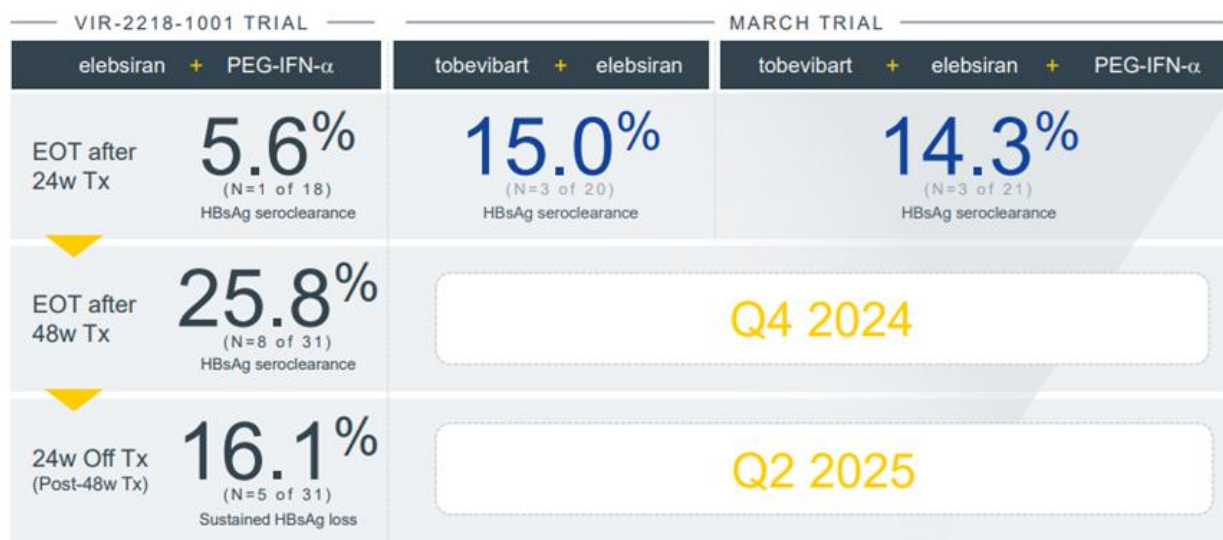 VIR-2218-1001 TRIAL
MARCH TRIAL
elebsiran + PEG-IFN-α
tobevibart + elebsiran
tobevibart + elebsiran + PEG-IFN-α
EOT after
24w Tx
5.6%
(N=1 of 18)
HBsAg seroclearance
15.0%
(N=3 of 20)
HBsAg seroclearance
14.3%
(N=3 of 21)
HBsAg seroclearance
EOT after
48w Tx
25.8%
(N=8 of 31)
HBsAg seroclearance
Q4 2024
24w Off Tx
(Post-48w Tx)
16.1%
(N=5 of 31)
Sustained HBsAg loss
Q2 2025